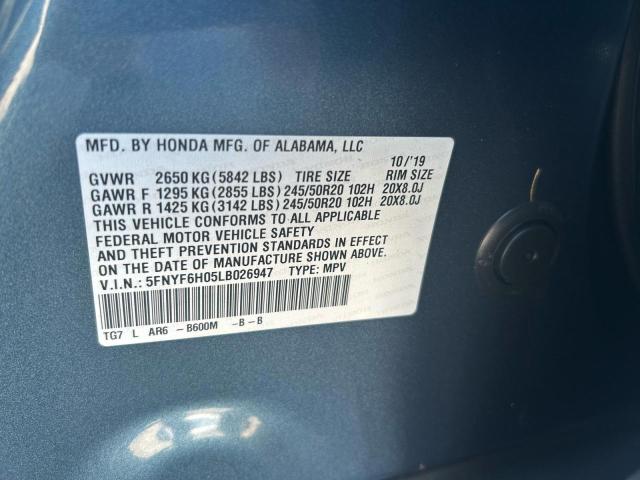 MFD. BY HONDA MFG. OF ALABAMA, LLC
10/'19
GVWR 2650 KG (5842 LBS) TIRE SIZE RIM SIZE
GAWR F 1295 KG (2855 LBS) 245/50R20 102H 20X8.0J
GAWR R 1425 KG (3142 LBS) 245/50R20 102H 20X8.0J
THIS VEHICLE CONFORMS TO ALL APPLICABLE
FEDERAL MOTOR VEHICLE SAFETY
AND THEFT PREVENTION STANDARDS IN EFFECT
ON THE DATE OF MANUFACTURE SHOWN ABOVE.
V.I.N.: 5FNYF6H05LB026947 TYPE: MPV
TG7 L AR6 -B600M -B-B